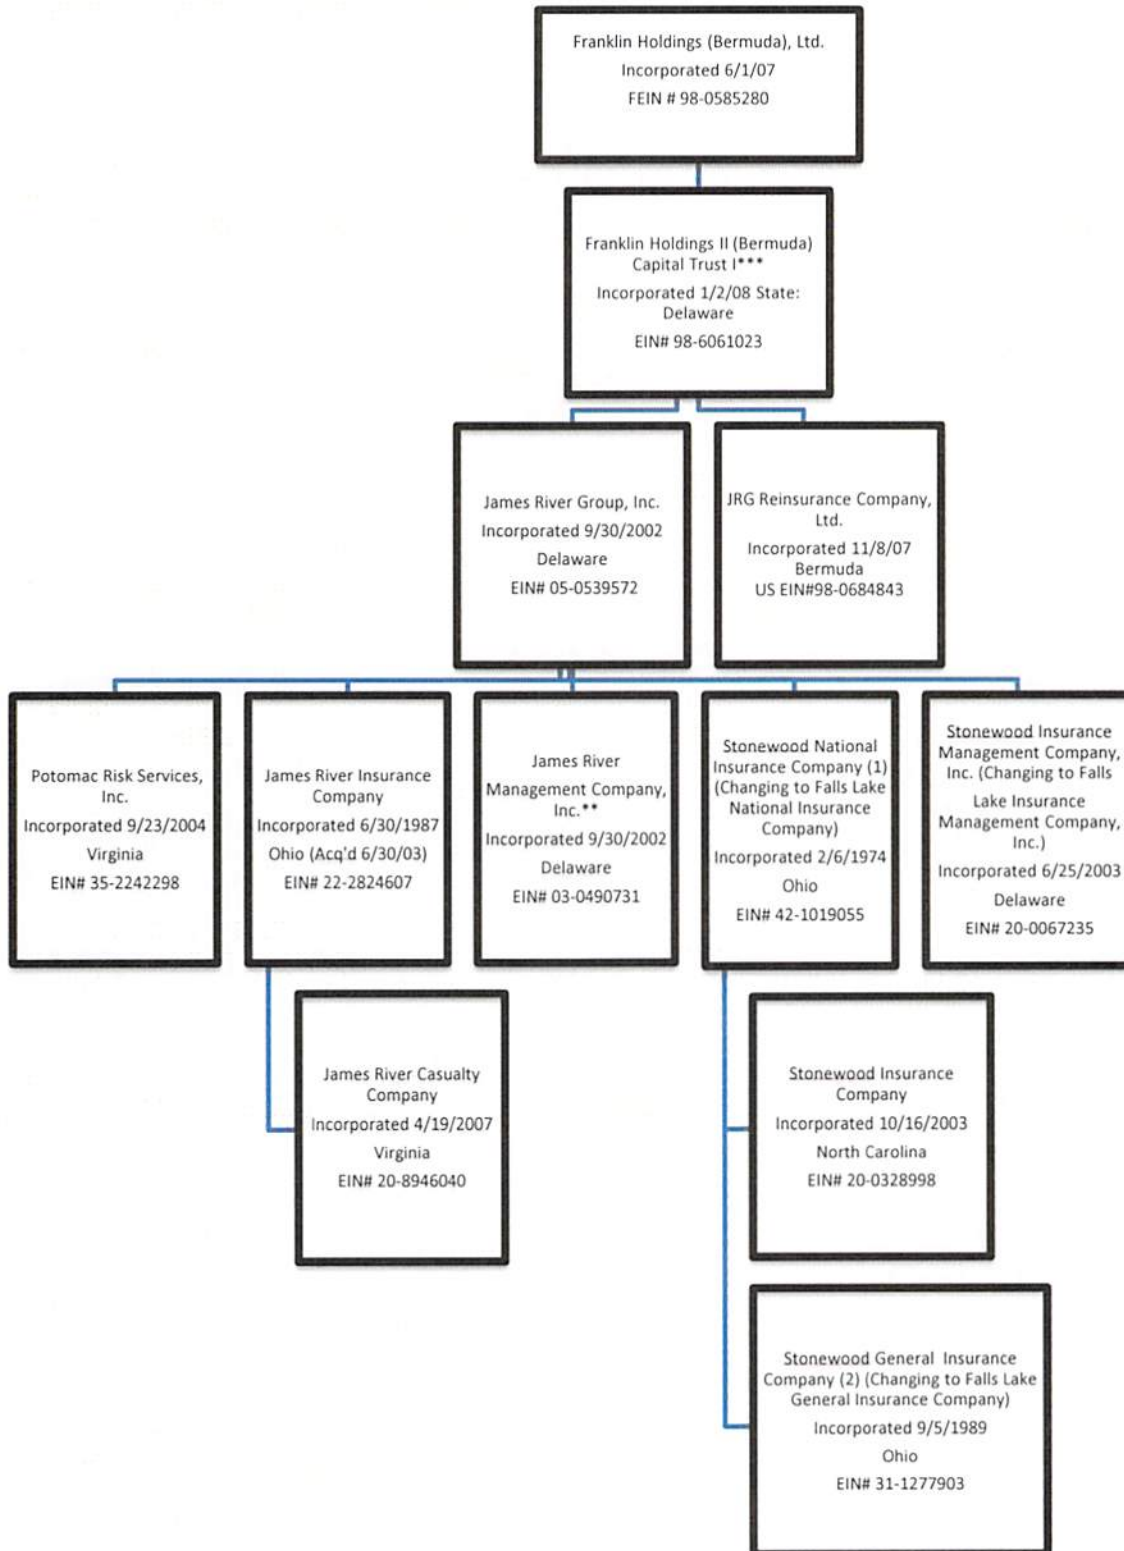 Franklin Holdings (Bermuda), Ltd.
Incorporated 6/1/07
FEIN # 98-0585280
Franklin Holdings II (Bermuda)
Capital Trust I***
Incorporated 1/2/08 State:
Delaware
EIN# 98-6061023
James River Group, Inc.
Incorporated 9/30/2002
Delaware
EIN# 05-0539572
JRG Reinsurance Company,
Ltd.
Incorporated 11/8/07
Bermuda
US EIN#98-0684843
Potomac Risk Services,
Inc.
Incorporated 9/23/2004
Virginia
EIN# 35-2242298
James River Insurance
Company
Incorporated 6/30/1987
Ohio (Acq'd 6/30/03)
EIN# 22-2824607
James River
Management Company,
Inc.**
Incorporated 9/30/2002
Delaware
EIN# 03-0490731
Stonewood National
Insurance Company (1)
(Changing to Falls Lake
National Insurance
Company)
Incorporated 2/6/1974
Ohio
EIN# 42-1019055
Stonewood Insurance
Management Company,
Inc. (Changing to Falls
Lake Insurance
Management Company,
Inc.)
Incorporated 6/25/2003
Delaware
EIN# 20-0067235
James River Casualty
Company
Incorporated 4/19/2007
Virginia
EIN# 20-8946040
Stonewood Insurance
Company
Incorporated 10/16/2003
North Carolina
EIN# 20-0328998
Stonewood General Insurance
Company (2) (Changing to Falls Lake
General Insurance Company)
Incorporated 9/5/1989
Ohio
EIN# 31-1277903